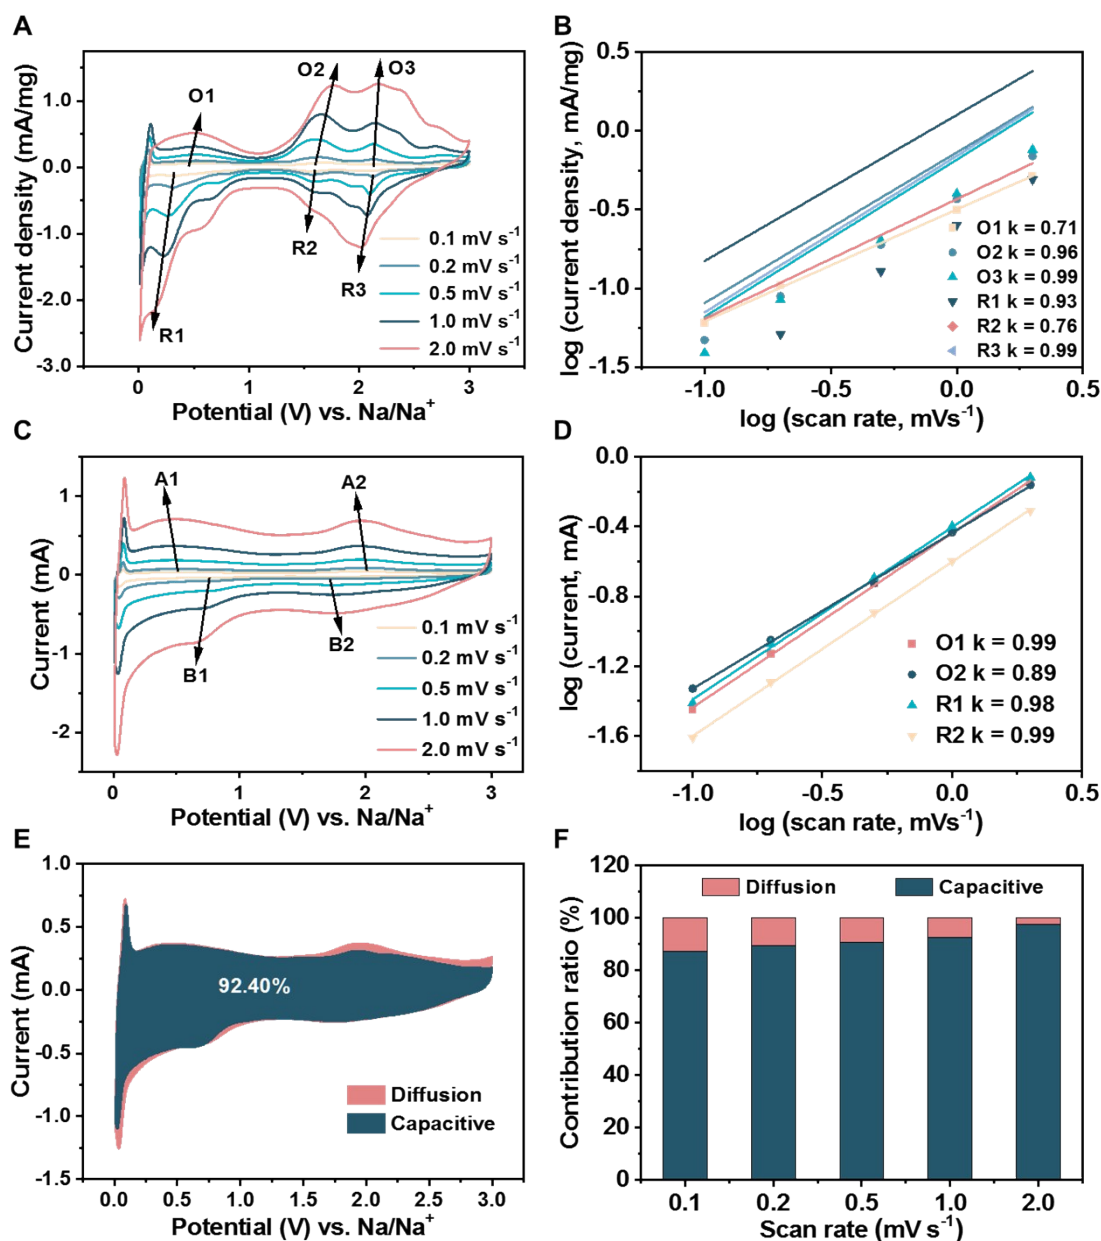 A
Current density (mA/mg)
1.0
0.0
-1.0
-2.0
-3.0
O1
O2
O3
R1
R2
R3
0.1 mV s⁻¹
0.2 mV s⁻¹
0.5 mV s⁻¹
1.0 mV s⁻¹
2.0 mV s⁻¹
0 1 2 3
Potential (V) vs. Na/Na⁺
B
log (current density, mA/mg)
0.5
0.0
-0.5
-1.0
-1.5
O1 k = 0.71
O2 k = 0.96
O3 k = 0.99
R1 k = 0.93
R2 k = 0.76
R3 k = 0.99
-1.0 -0.5 0.0 0.5
log (scan rate, mVs⁻¹)
C
Current (mA)
1
0
-1
-2
A1
A2
B1
B2
0.1 mV s⁻¹
0.2 mV s⁻¹
0.5 mV s⁻¹
1.0 mV s⁻¹
2.0 mV s⁻¹
0 1 2 3
Potential (V) vs. Na/Na⁺
D
log (current, mA)
0.0
-0.4
-0.8
-1.2
-1.6
O1 k = 0.99
O2 k = 0.89
R1 k = 0.98
R2 k = 0.99
-1.0 -0.5 0.0 0.5
log (scan rate, mVs⁻¹)
E
Current (mA)
1.0
0.5
0.0
-0.5
-1.0
-1.5
92.40%
Diffusion
Capacitive
0.0 0.5 1.0 1.5 2.0 2.5 3.0
Potential (V) vs. Na/Na⁺
F
Contribution ratio (%)
120
100
80
60
40
20
0
Diffusion Capacitive
0.1 0.2 0.5 1.0 2.0
Scan rate (mV s⁻¹)